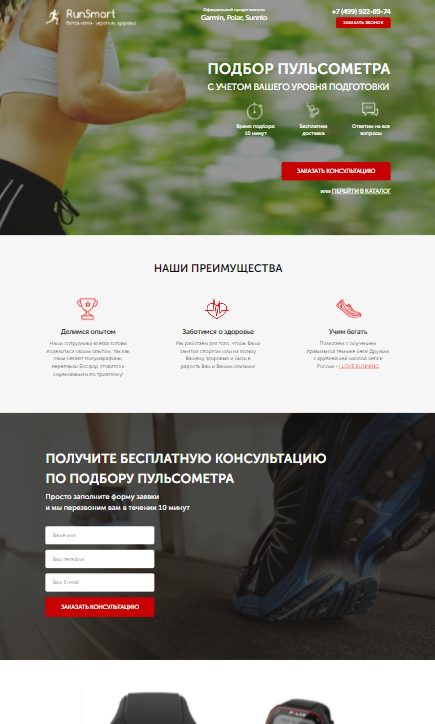 RunSmart
бегай легко - укрепляй здоровье
Официальный представитель
Garmin, Polar, Suunto
+7 (499) 922-89-74
ЗАКАЗАТЬ ЗВОНОК
ПОДБОР ПУЛЬСОМЕТРА
С УЧЕТОМ ВАШЕГО УРОВНЯ ПОДГОТОВКИ
Время подбора:
10 минут
Бесплатная
доставка
Ответим на все
вопросы
ЗАКАЗАТЬ КОНСУЛЬТАЦИЮ
или ПЕРЕЙТИ В КАТАЛОГ
НАШИ ПРЕИМУЩЕСТВА
Делимся опытом
Наши сотрудники всегда готовы
поделиться своим опытом, так как
сами бегают полумарафоны,
переплыли Босфор, готовятся к
соревнованиям по триатлону!
Заботимся о здоровье
Мы работаем для того, чтобы Ваши
занятия спортом шли на пользу
Вашему здоровью и были в
радость Вам и Вашим близким!
Учим бегать
Помогаем с обучением
правильной технике бега! Дружим
с крупнейшей школой бега в
России - I LOVE RUNNING
ПОЛУЧИТЕ БЕСПЛАТНУЮ КОНСУЛЬТАЦИЮ
ПО ПОДБОРУ ПУЛЬСОМЕТРА
Просто заполните форму заявки
и мы перезвоним вам в течении 10 минут
Ваше имя
Ваш телефон
Ваш E-mail
ЗАКАЗАТЬ КОНСУЛЬТАЦИЮ